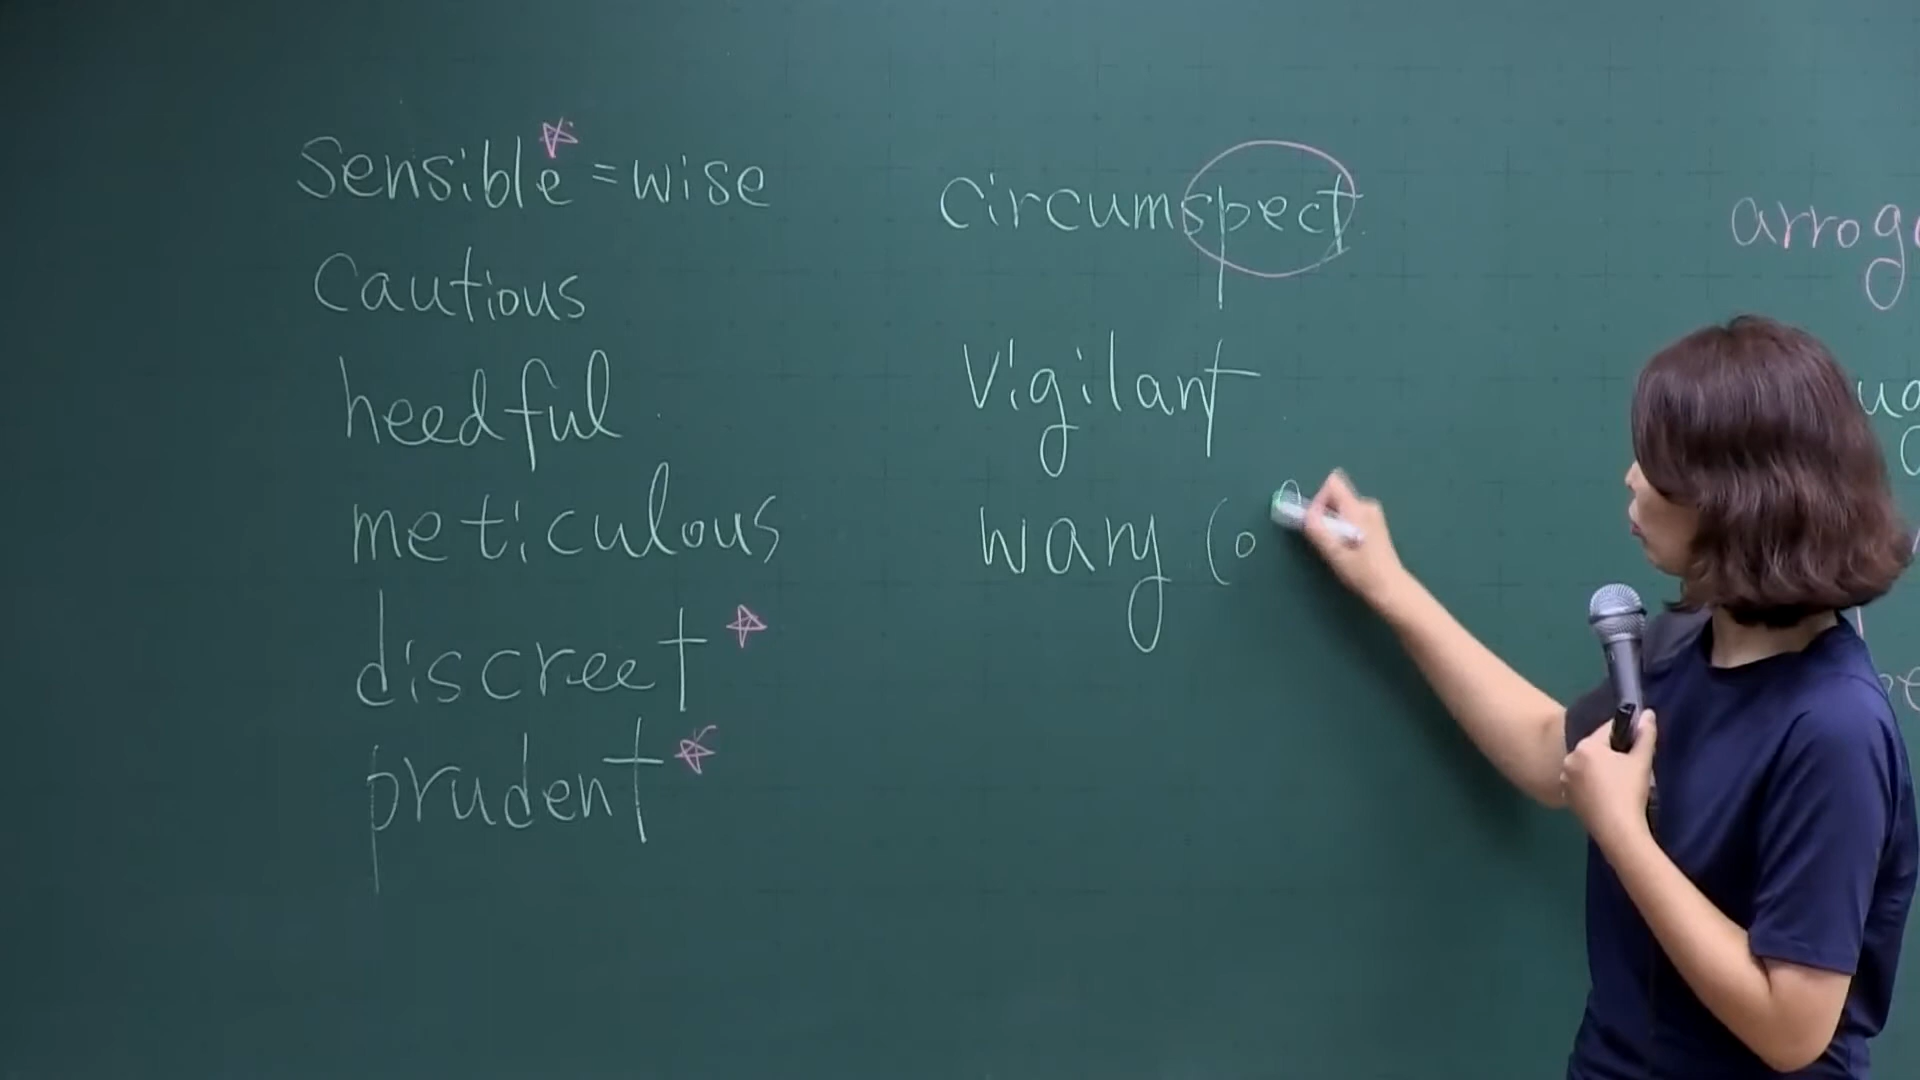 Sensible = wise
Cautious
heedful
meticulous
discreet
prudent
circumspect
Vigilant
wary (o